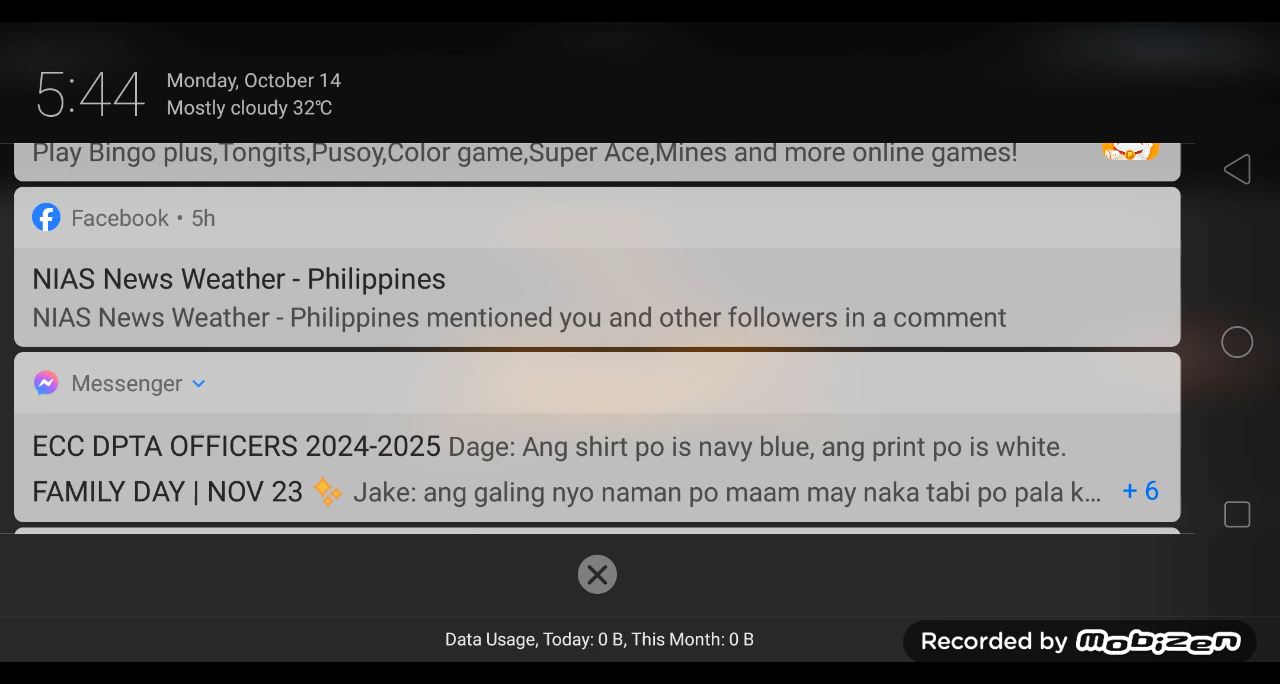 5:44
Monday, October 14
Mostly cloudy 32℃
Play Bingo plus,Tongits,Pusoy,Color game,Super Ace,Mines and more online games!
Facebook • 5h
NIAS News Weather - Philippines
NIAS News Weather - Philippines mentioned you and other followers in a comment
Messenger
ECC DPTA OFFICERS 2024-2025 Dage: Ang shirt po is navy blue, ang print po is white.
FAMILY DAY | NOV 23 ✨ Jake: ang galing nyo naman po maam may naka tabi po pala k... + 6
Data Usage, Today: 0 B, This Month: 0 B
Recorded by Mobizen